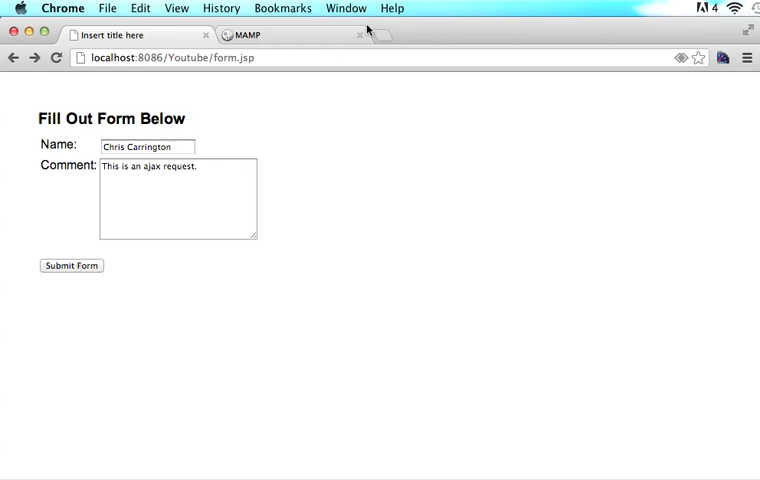 Chrome File Edit View History Bookmarks Window Help 4
Insert title here MAMP
localhost:8086/Youtube/form.jsp
Fill Out Form Below
Name: Chris Carrington
Comment: This is an ajax request.
Submit Form